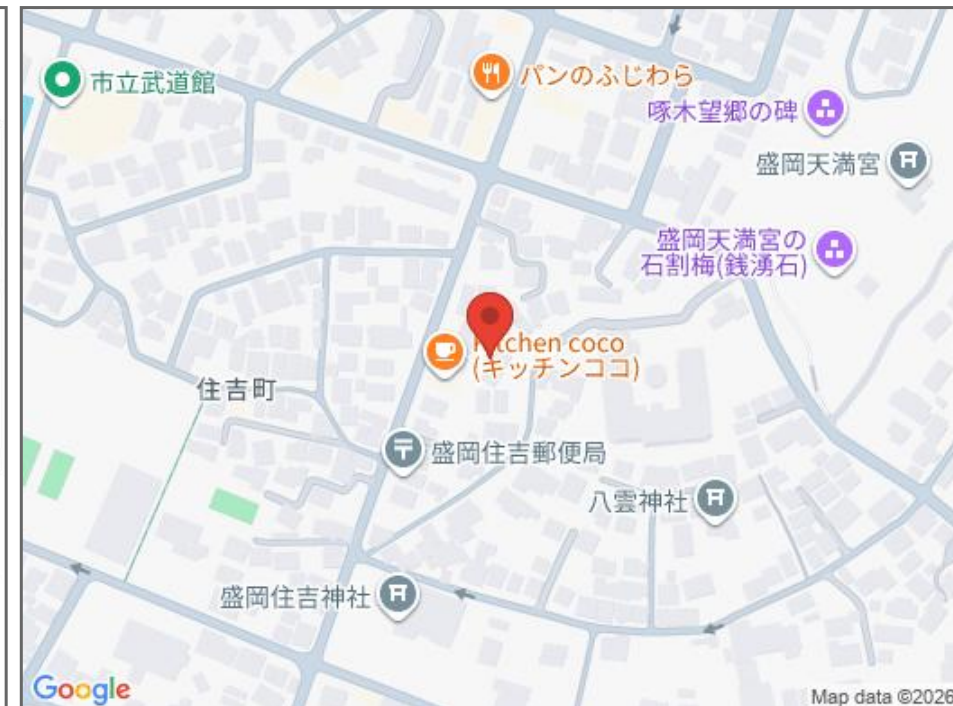 市立武道館
パンのふじわら
啄木望郷の碑
盛岡天満宮
盛岡天満宮の
石割梅(銭湧石)
Kitchen coco
(キッチンココ)
住吉町
盛岡住吉郵便局
八雲神社
盛岡住吉神社
Google
Map data ©2026